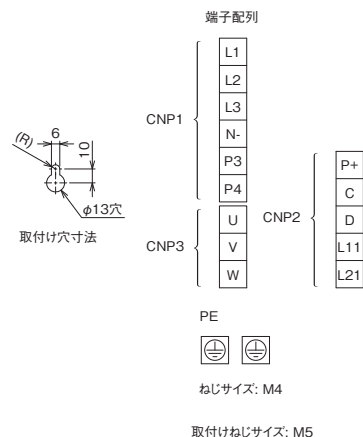 端子配列
CNP1
L1
L2
L3
N-
P3
P4
CNP3
U
V
W
CNP2
P+
C
D
L11
L21
(R)
6
10
φ13穴
取付け穴寸法
PE
ねじサイズ: M4
取付けねじサイズ: M5